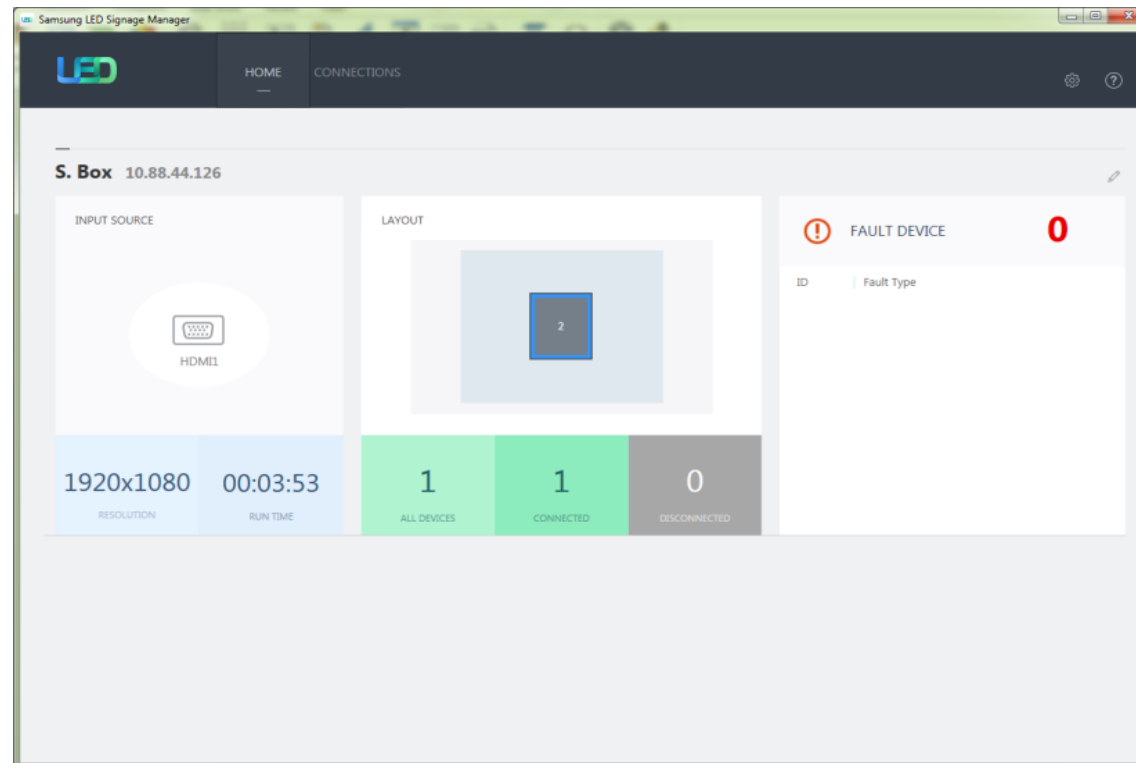 Samsung LED Signage Manager
LED
HOME
CONNECTIONS
?
S. Box 10.88.44.126
INPUT SOURCE
HDMI1
1920x1080
RESOLUTION
00:03:53
RUN TIME
LAYOUT
2
1
ALL DEVICES
1
CONNECTED
0
DISCONNECTED
FAULT DEVICE 0
ID Fault Type